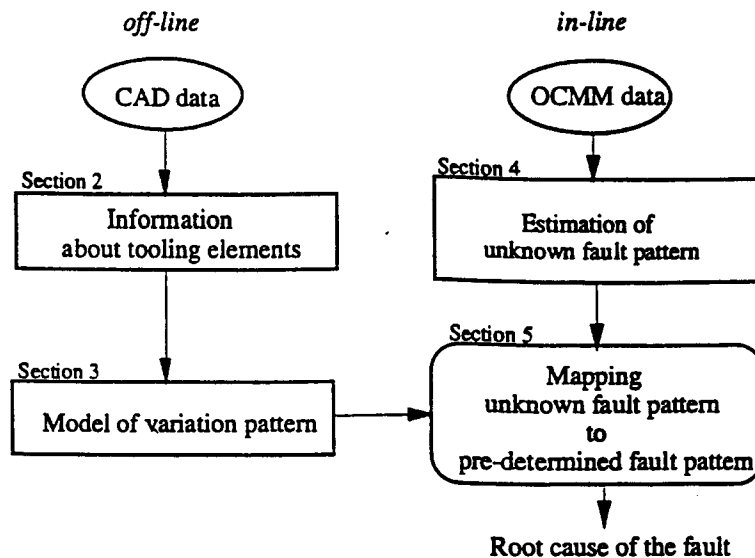 off-line
in-line
CAD data
OCMM data
Section 2
Information
about tooling elements
Section 4
Estimation of
unknown fault pattern
Section 3
Model of variation pattern
Section 5
Mapping
unknown fault pattern
to
pre-determined fault pattern
Root cause of the fault